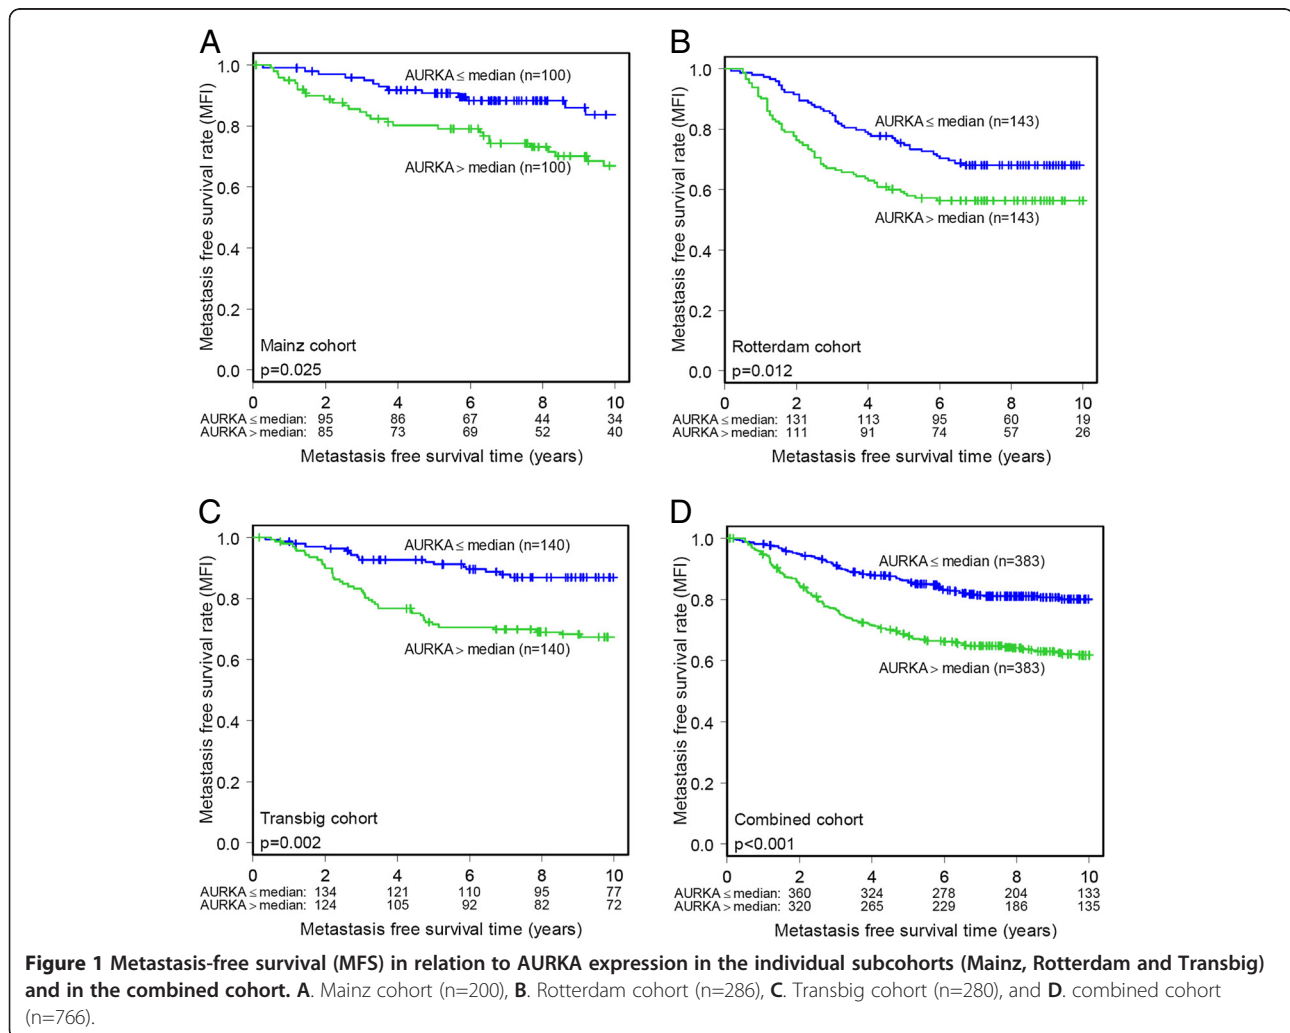 A
Metastasis free survival rate (MFI)
1.0
0.8
0.6
0.4
0.2
0.0
AURKA ≤ median (n=100)
AURKA > median (n=100)
Mainz cohort
p=0.025
0 2 4 6 8 10
AURKA ≤ median: 95 86 67 44 34
AURKA > median: 85 73 69 52 40
Metastasis free survival time (years)
B
Metastasis free survival rate (MFI)
1.0
0.8
0.6
0.4
0.2
0.0
AURKA ≤ median (n=143)
AURKA > median (n=143)
Rotterdam cohort
p=0.012
0 2 4 6 8 10
AURKA ≤ median: 131 113 95 60 19
AURKA > median: 111 91 74 57 26
Metastasis free survival time (years)
C
Metastasis free survival rate (MFI)
1.0
0.8
0.6
0.4
0.2
0.0
AURKA ≤ median (n=140)
AURKA > median (n=140)
Transbig cohort
p=0.002
0 2 4 6 8 10
AURKA ≤ median: 134 121 110 95 77
AURKA > median: 124 105 92 82 72
Metastasis free survival time (years)
D
Metastasis free survival rate (MFI)
1.0
0.8
0.6
0.4
0.2
0.0
AURKA ≤ median (n=383)
AURKA > median (n=383)
Combined cohort
p<0.001
0 2 4 6 8 10
AURKA ≤ median: 360 324 278 204 133
AURKA > median: 320 265 229 186 135
Metastasis free survival time (years)
Figure 1 Metastasis-free survival (MFS) in relation to AURKA expression in the individual subcohorts (Mainz, Rotterdam and Transbig)
and in the combined cohort. A. Mainz cohort (n=200), B. Rotterdam cohort (n=286), C. Transbig cohort (n=280), and D. combined cohort
(n=766).